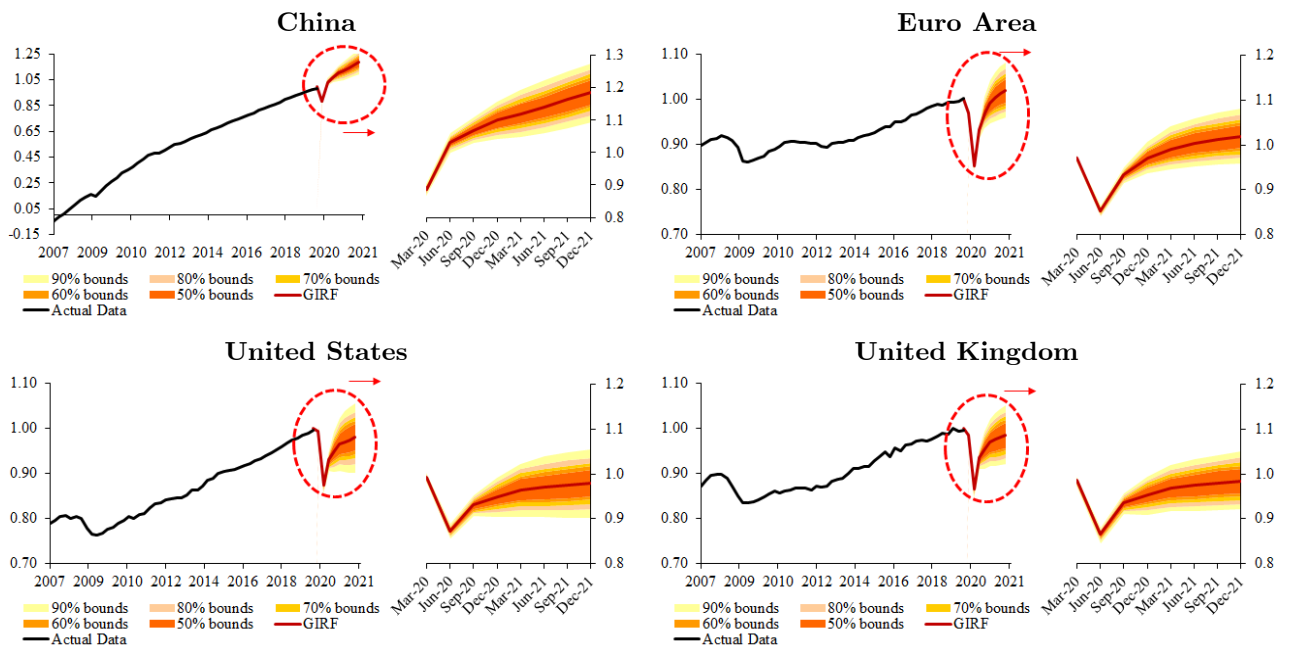 China
1.25
1.05
0.85
0.65
0.45
0.25
0.05
-0.15
2007 2009 2010 2012 2014 2015 2017 2019 2020 2021
1.3
1.2
1.1
1.0
0.9
0.8
Mar-20 Jun-20 Sep-20 Dec-20 Mar-21 Jun-21 Sep-21 Dec-21
90% bounds 80% bounds 70% bounds
60% bounds 50% bounds GIRF
Actual Data
Euro Area
1.10
1.00
0.90
0.80
0.70
2007 2009 2010 2012 2014 2015 2017 2019 2020 2021
1.2
1.1
1.0
0.9
0.8
Mar-20 Jun-20 Sep-20 Dec-20 Mar-21 Jun-21 Sep-21 Dec-21
90% bounds 80% bounds 70% bounds
60% bounds 50% bounds GIRF
Actual Data
United States
1.10
1.00
0.90
0.80
0.70
2007 2009 2010 2012 2014 2015 2017 2019 2020 2021
1.2
1.1
1.0
0.9
0.8
Mar-20 Jun-20 Sep-20 Dec-20 Mar-21 Jun-21 Sep-21 Dec-21
90% bounds 80% bounds 70% bounds
60% bounds 50% bounds GIRF
Actual Data
United Kingdom
1.10
1.00
0.90
0.80
0.70
2007 2009 2010 2012 2014 2015 2017 2019 2020 2021
1.2
1.1
1.0
0.9
0.8
Mar-20 Jun-20 Sep-20 Dec-20 Mar-21 Jun-21 Sep-21 Dec-21
90% bounds 80% bounds 70% bounds
60% bounds 50% bounds GIRF
Actual Data